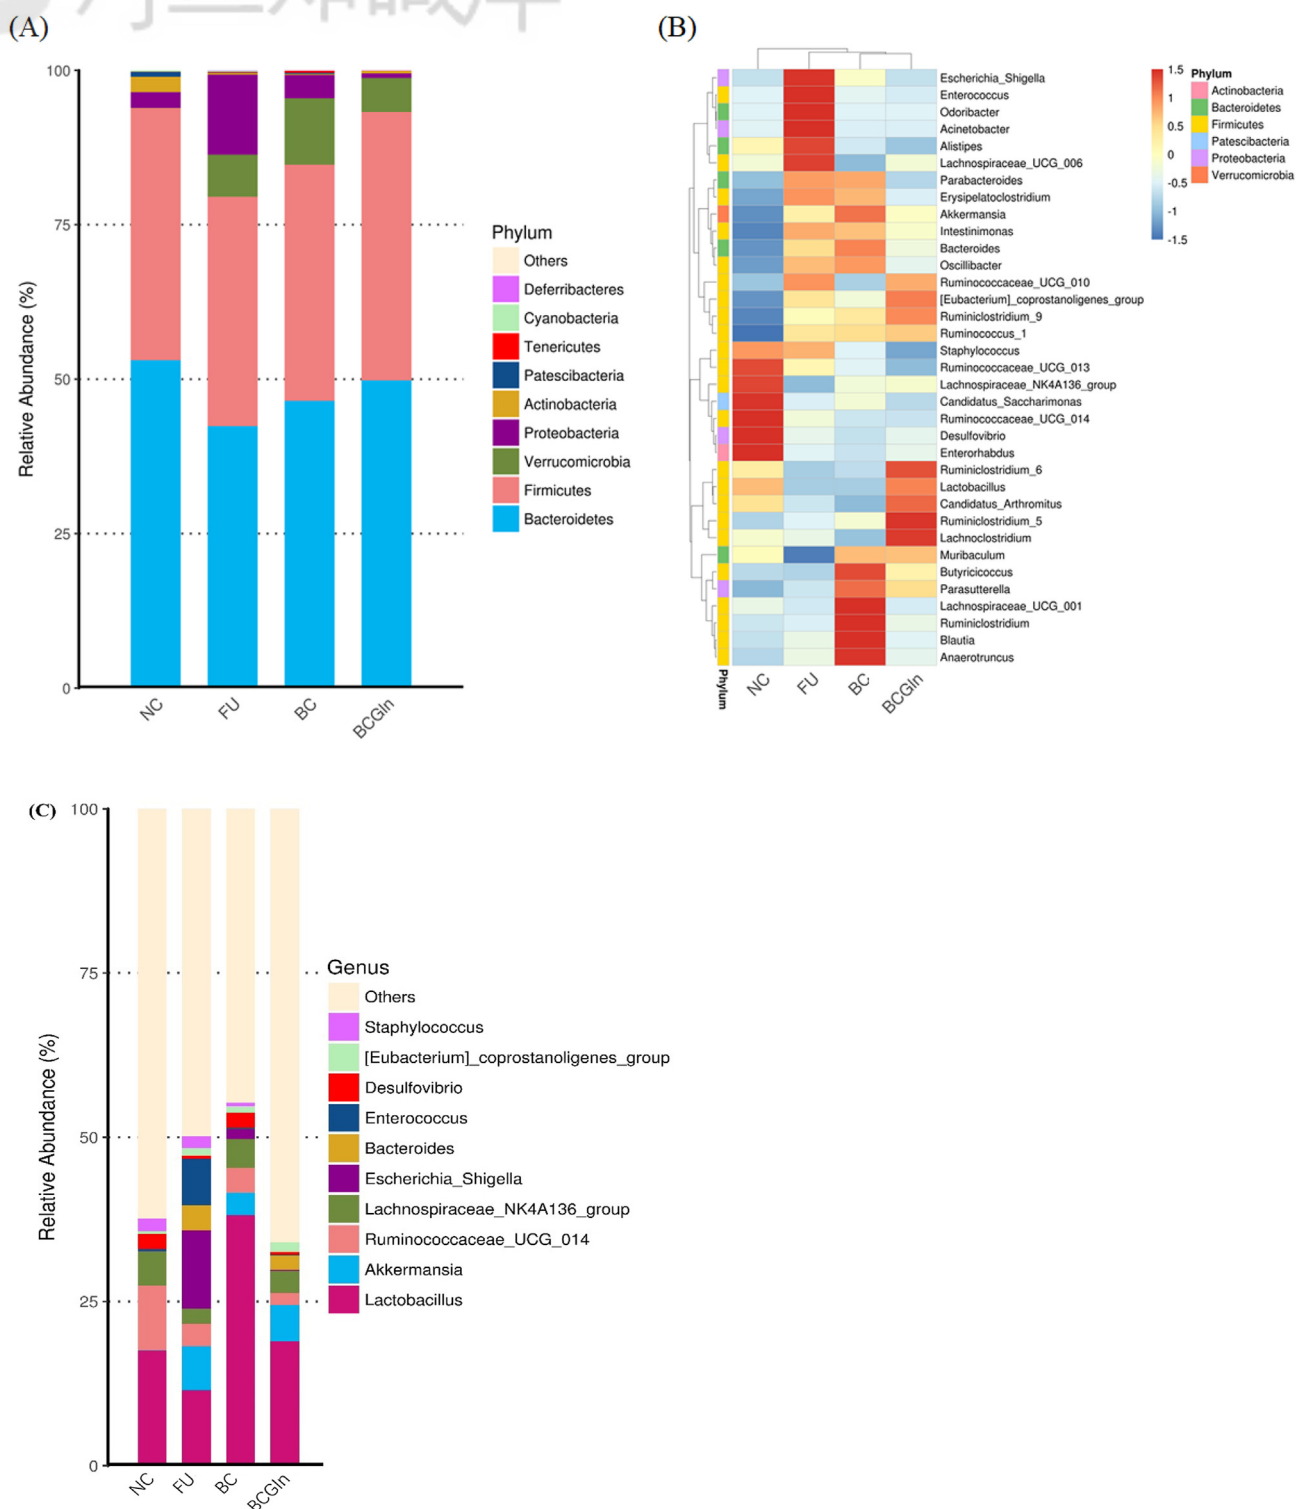 (A)
100
75
50
25
0
Relative Abundance (%)
NC
FU
BC
BCGln
Phylum
Others
Deferribacteres
Cyanobacteria
Tenericutes
Patescibacteria
Actinobacteria
Proteobacteria
Verrucomicrobia
Firmicutes
Bacteroidetes
(B)
Escherichia_Shigella
Enterococcus
Odoribacter
Acinetobacter
Alistipes
Lachnospiraceae_UCG_006
Parabacteroides
Erysipelatoclostridium
Akkermansia
Intestinimonas
Bacteroides
Oscillibacter
Ruminococcaceae_UCG_010
[Eubacterium]_coprostanoligenes_group
Ruminiclostridium_9
Ruminococcus_1
Staphylococcus
Ruminococcaceae_UCG_013
Lachnospiraceae_NK4A136_group
Candidatus_Saccharimonas
Ruminococcaceae_UCG_014
Desulfovibrio
Enterorhabdus
Ruminiclostridium_6
Lactobacillus
Candidatus_Arthromitus
Ruminiclostridium_5
Lachnoclostridium
Muribaculum
Butyricicoccus
Parasutterella
Lachnospiraceae_UCG_001
Ruminiclostridium
Blautia
Anaerotruncus
Phylum
NC
FU
BC
BCGln
1.5
1
0.5
0
-0.5
-1
-1.5
Phylum
Actinobacteria
Bacteroidetes
Firmicutes
Patescibacteria
Proteobacteria
Verrucomicrobia
(C)
100
75
50
25
0
Relative Abundance (%)
NC
FU
BC
BCGln
Genus
Others
Staphylococcus
[Eubacterium]_coprostanoligenes_group
Desulfovibrio
Enterococcus
Bacteroides
Escherichia_Shigella
Lachnospiraceae_NK4A136_group
Ruminococcaceae_UCG_014
Akkermansia
Lactobacillus